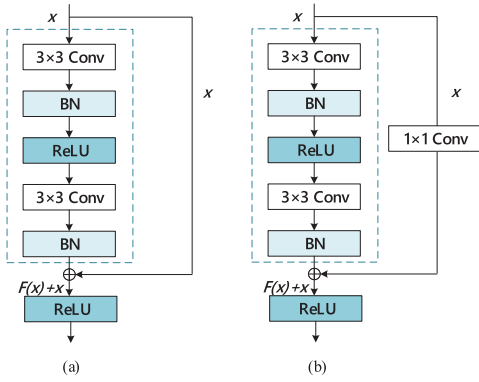 x
3×3 Conv
BN
ReLU
3×3 Conv
BN
F(x)+x
ReLU
x
(a)
x
3×3 Conv
BN
ReLU
3×3 Conv
BN
F(x)+x
ReLU
x
1×1 Conv
(b)